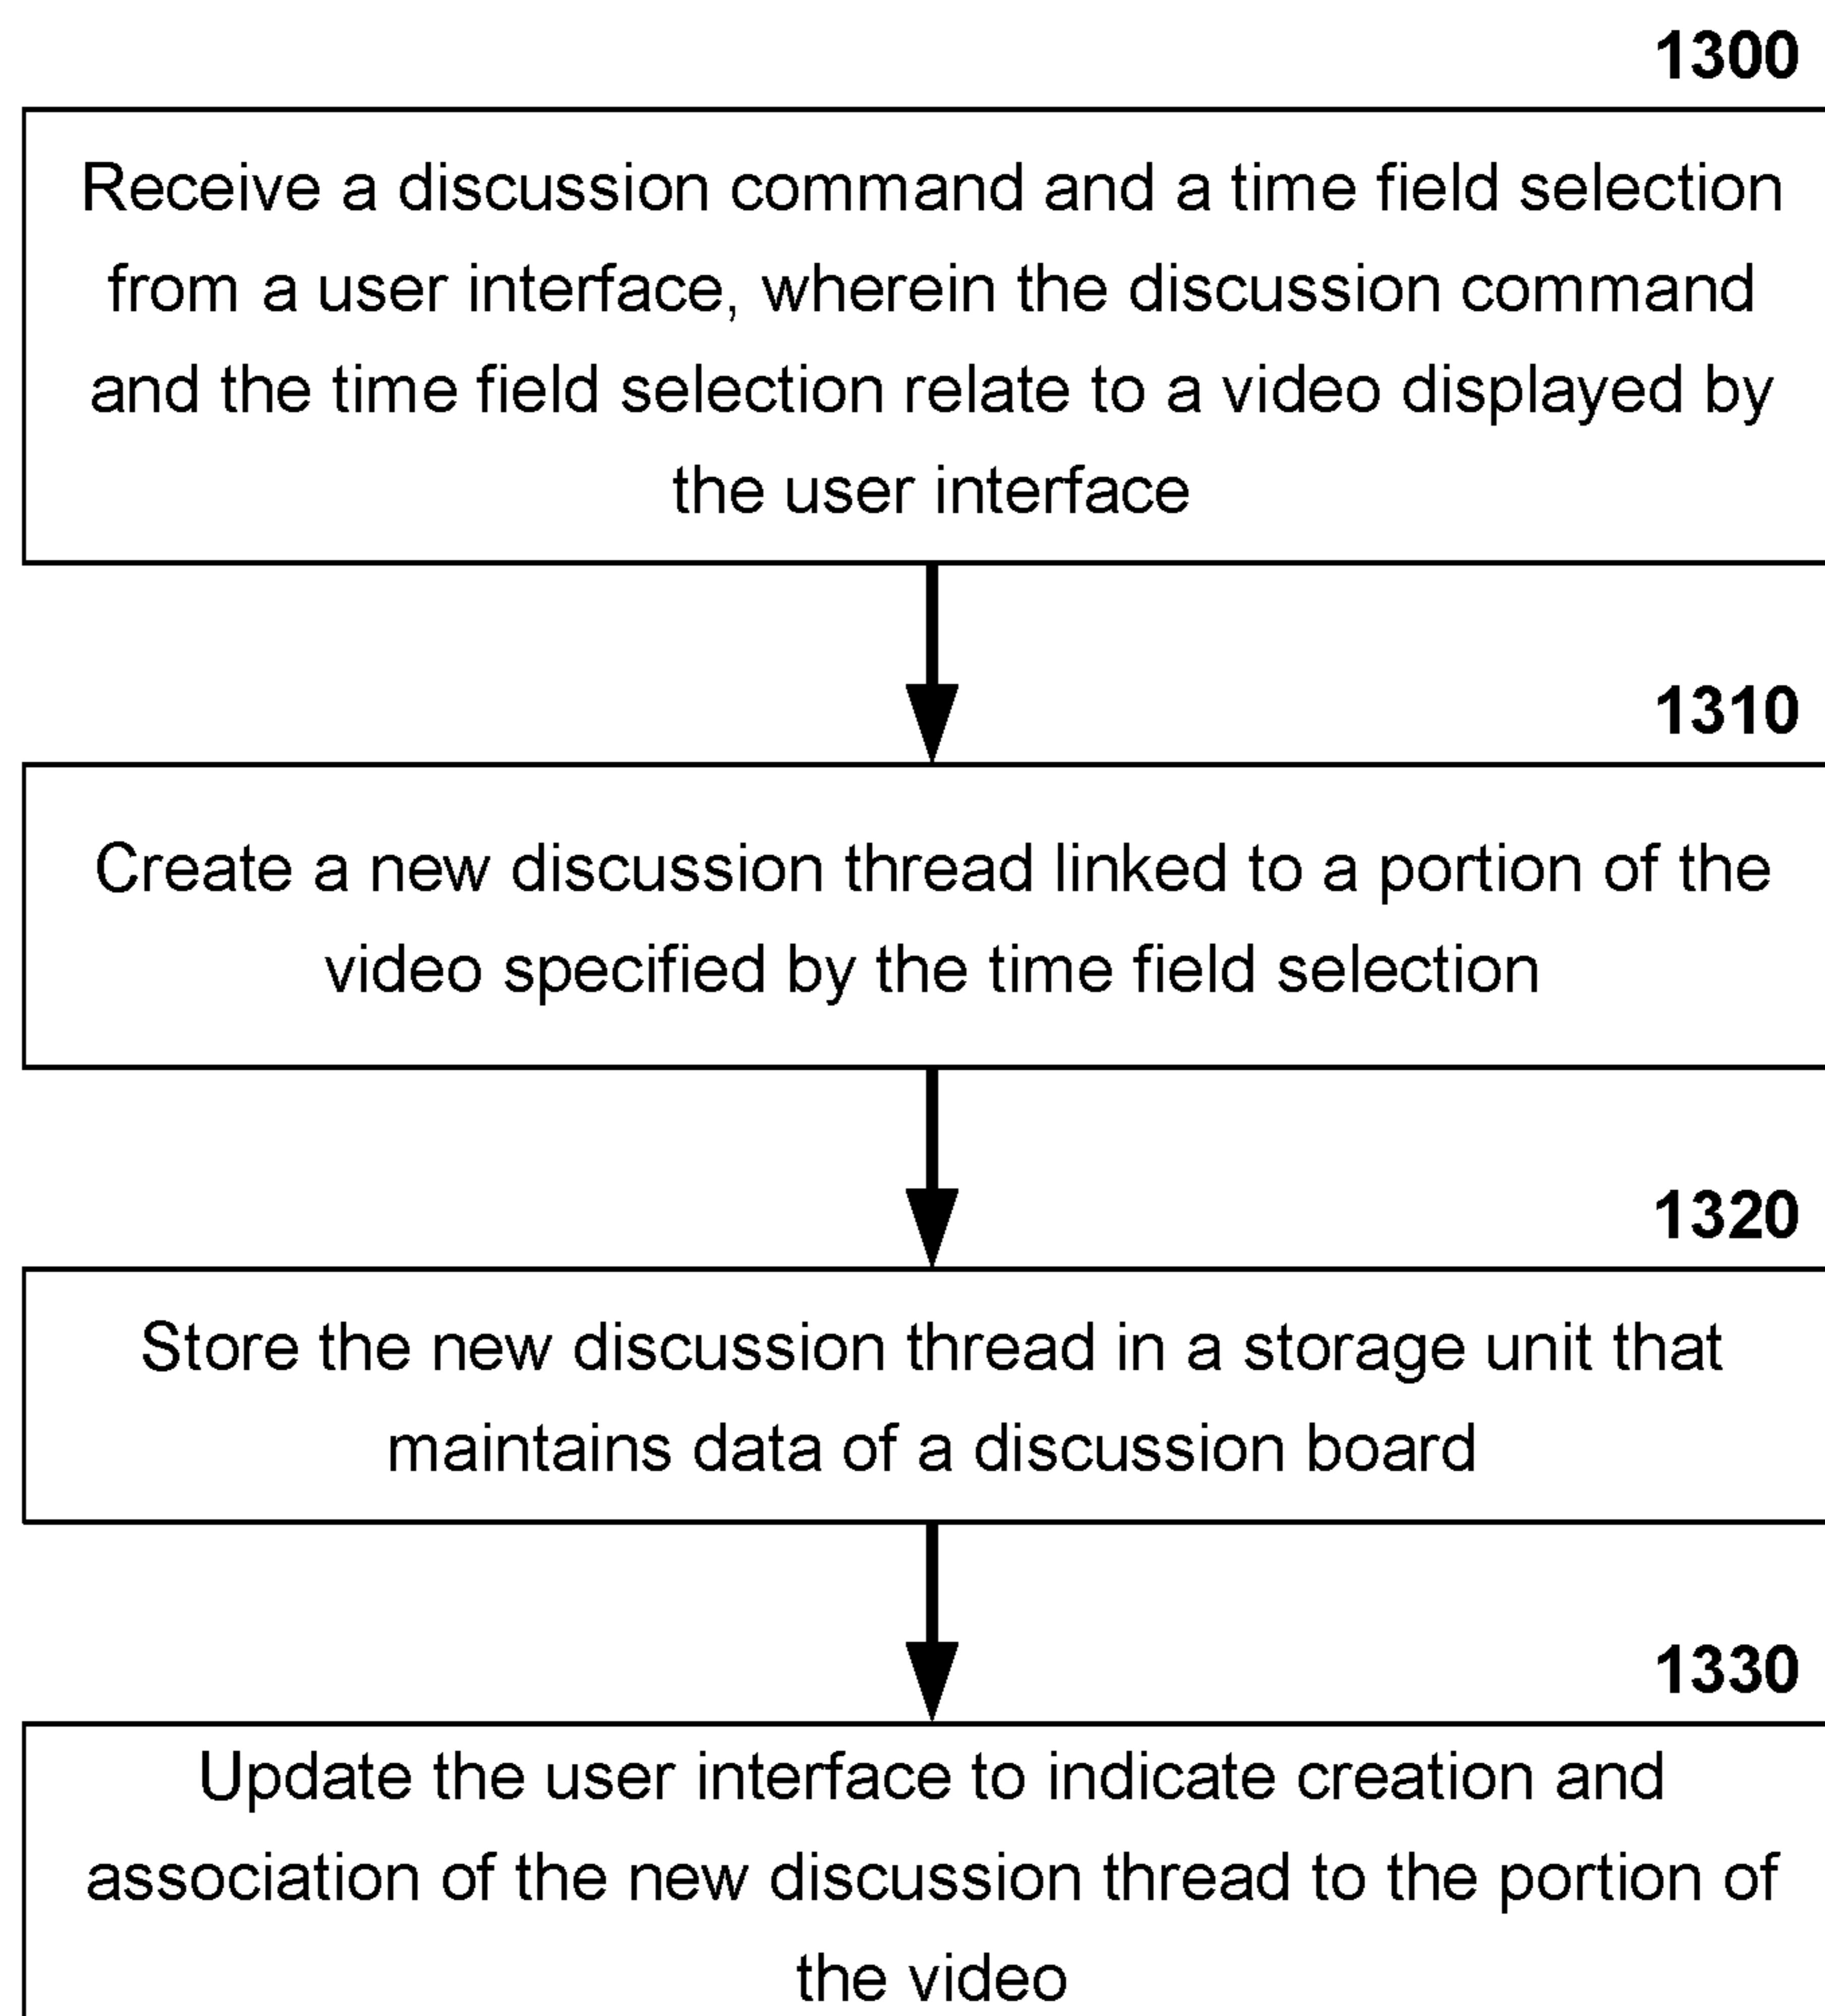 1300
Receive a discussion command and a time field selection
from a user interface, wherein the discussion command
and the time field selection relate to a video displayed by
the user interface
1310
Create a new discussion thread linked to a portion of the
video specified by the time field selection
1320
Store the new discussion thread in a storage unit that
maintains data of a discussion board
1330
Update the user interface to indicate creation and
association of the new discussion thread to the portion of
the video